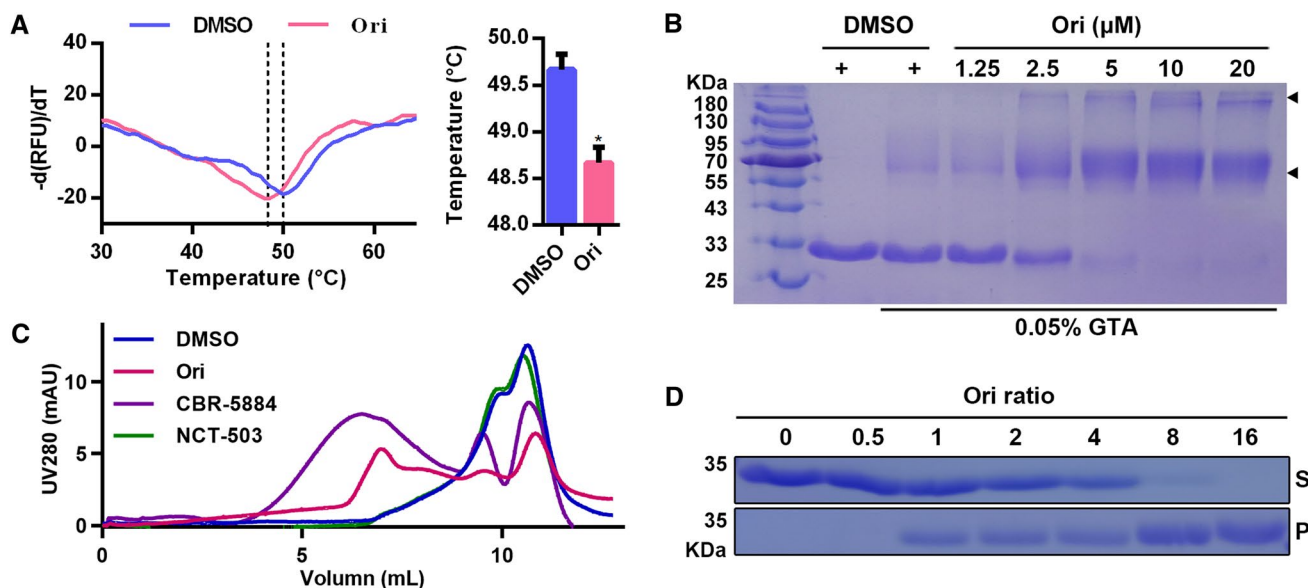 A
DMSO Ori
40
20
0
-20
-d(RFU)/dT
30 40 50 60
Temperature (°C)
50.0
49.5
49.0
48.5
48.0
Temperature (°C)
DMSO Ori
*
B
DMSO Ori (μM)
+ + 1.25 2.5 5 10 20
KDa
180
130
95
70
55
43
33
25
0.05% GTA
C
DMSO
Ori
CBR-5884
NCT-503
10
5
0
UV280 (mAU)
0 5 10
Volumn (mL)
D
Ori ratio
0 0.5 1 2 4 8 16
35 S
35 P
KDa